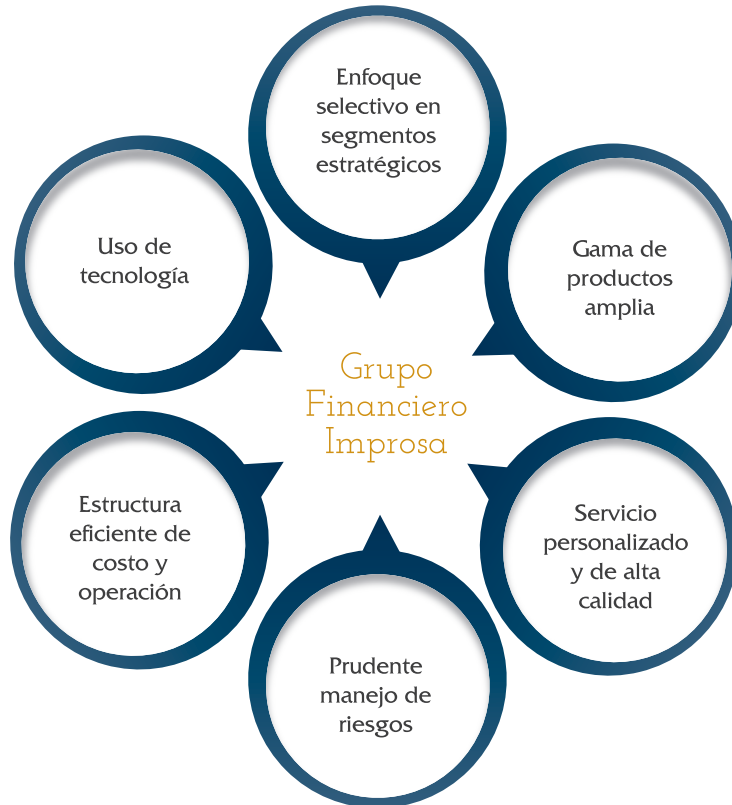 Enfoque
selectivo en
segmentos
estratégicos
Uso de
tecnología
Gama de
productos
amplia
Grupo
Financiero
Improsa
Estructura
eficiente de
costo y
operación
Servicio
personalizado
y de alta
calidad
Prudente
manejo de
riesgos